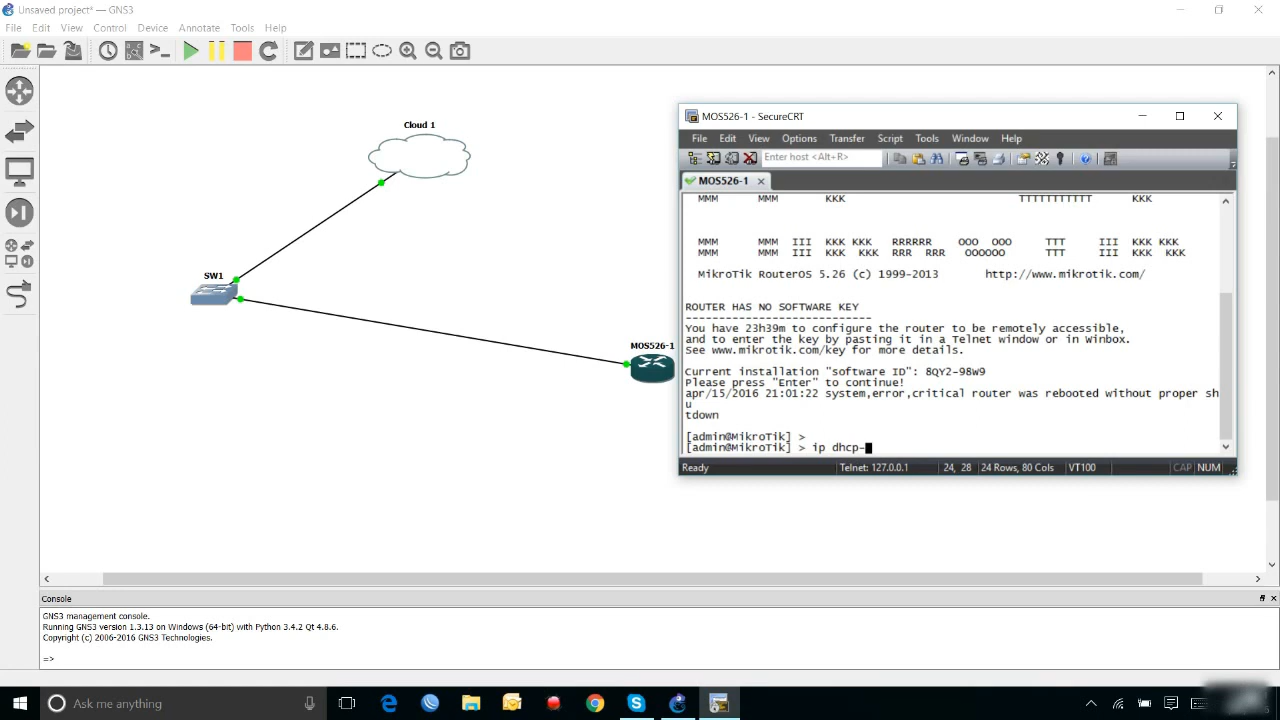 Unsaved project* — GNS3
File Edit View Control Device Annotate Tools Help
Cloud 1
SW1
MOS526-1
MOS526-1 - SecureCRT
File Edit View Options Transfer Script Tools Window Help
Enter host <Alt+R>
MOS526-1
MMM MMM KKK TTTTTTTTTTT KKK
MMM MMM III KKK KKK RRRRRR OOO OOO TTT III KKK KKK
MMM MMM III KKK KKK RRR RRR OOOOOO TTT III KKK KKK
MikroTik RouterOS 5.26 (c) 1999-2013 http://www.mikrotik.com/
ROUTER HAS NO SOFTWARE KEY
----------------------------
You have 23h39m to configure the router to be remotely accessible,
and to enter the key by pasting it in a Telnet window or in Winbox.
See www.mikrotik.com/key for more details.
Current installation "software ID": 8QY2-98W9
Please press "Enter" to continue!
apr/15/2016 21:01:22 system,error,critical router was rebooted without proper sh
u
tdown
[admin@MikroTik] >
[admin@MikroTik] > ip dhcp-
Ready Telnet: 127.0.0.1 24, 28 24 Rows, 80 Cols VT100 CAP NUM
Console
GNS3 management console.
Running GNS3 version 1.3.13 on Windows (64-bit) with Python 3.4.2 Qt 4.8.6.
Copyright (c) 2006-2016 GNS3 Technologies.
=>
Ask me anything